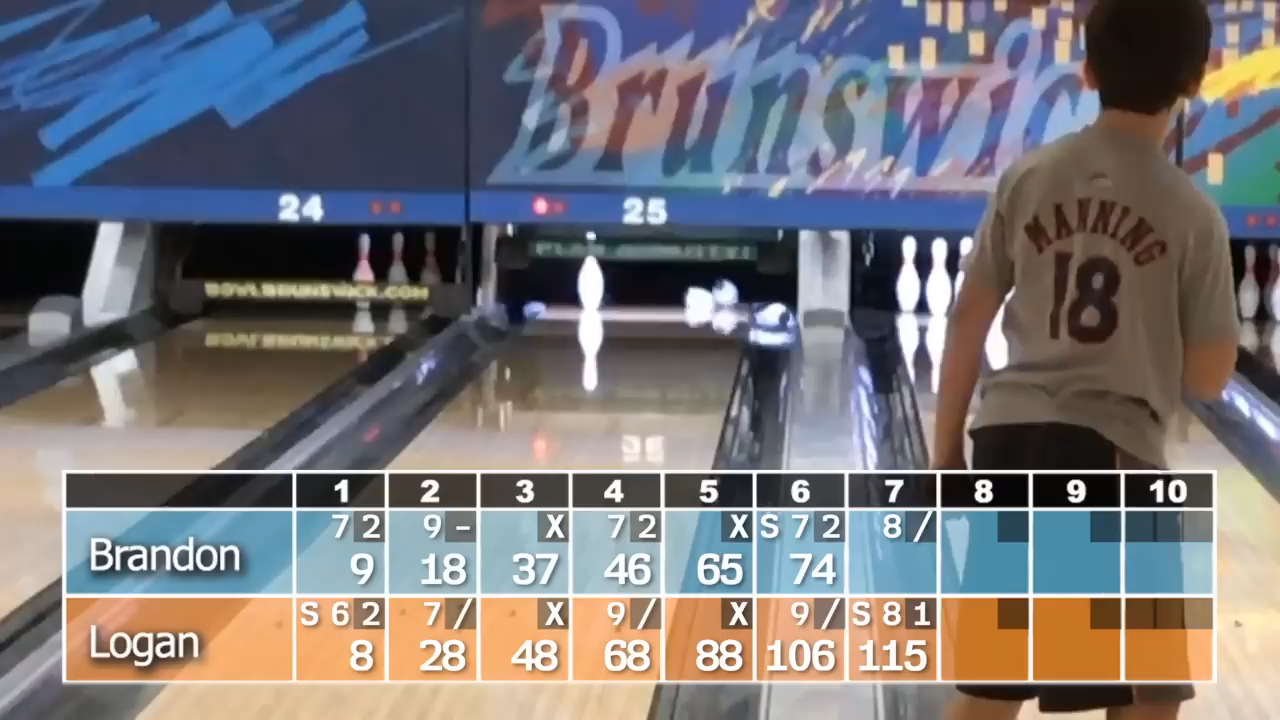 Brunswic
24
25
BOWLBRUNSWICK.COM
MANNING
18
1 2 3 4 5 6 7 8 9 10
Brandon 7 2 9 - X 7 2 X S 7 2 8 /
9 18 37 46 65 74
Logan S 6 2 7 / X 9 / X 9 / S 8 1
8 28 48 68 88 106 115